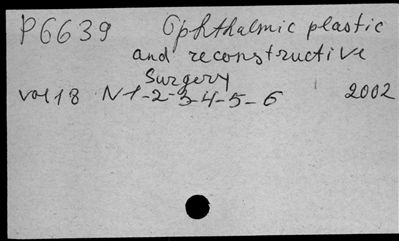 P6639 Ophthalmic plastic
and reconstructive
Surgery
vol 18 N 1-2-3-4-5-6 2002